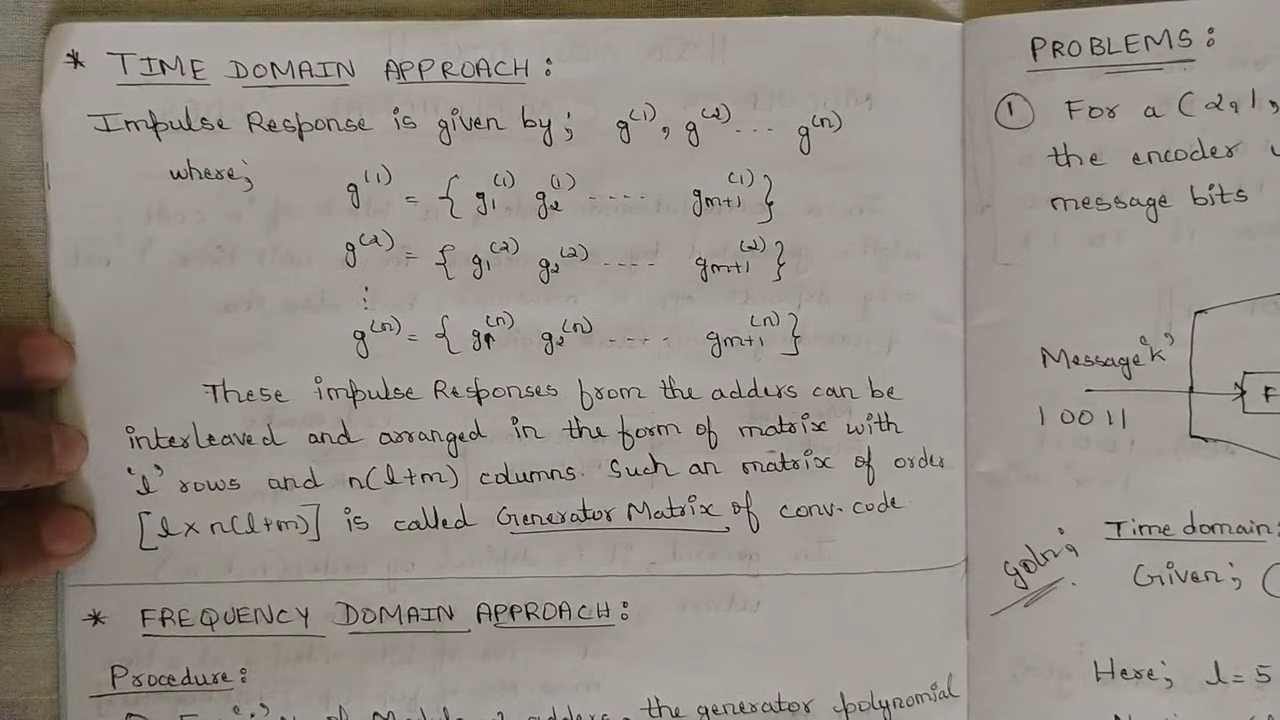 * TIME DOMAIN APPROACH :
Impulse Response is given by; g⁽¹⁾, g⁽²⁾ ... g⁽ⁿ⁾
where;
g⁽¹⁾ = { g₁⁽¹⁾ g₂⁽¹⁾ ---- gₘ₊₁⁽¹⁾ }
g⁽²⁾ = { g₁⁽²⁾ g₂⁽²⁾ ---- gₘ₊₁⁽²⁾ }
⋮
g⁽ⁿ⁾ = { g₁⁽ⁿ⁾ g₂⁽ⁿ⁾ ---- gₘ₊₁⁽ⁿ⁾ }
These impulse Responses from the adders can be
interleaved and arranged in the form of matrix with
'l' rows and n(l+m) columns. Such an matrix of order
[l x n(l+m)] is called Generator Matrix of conv. code.
* FREQUENCY DOMAIN APPROACH :
Procedure :
the generator polynomial
PROBLEMS :
① For a (2,1,
the encoder
message bits
Message 'k'
10011
F
Soln;
Time domain:
Given; (
Here; l = 5